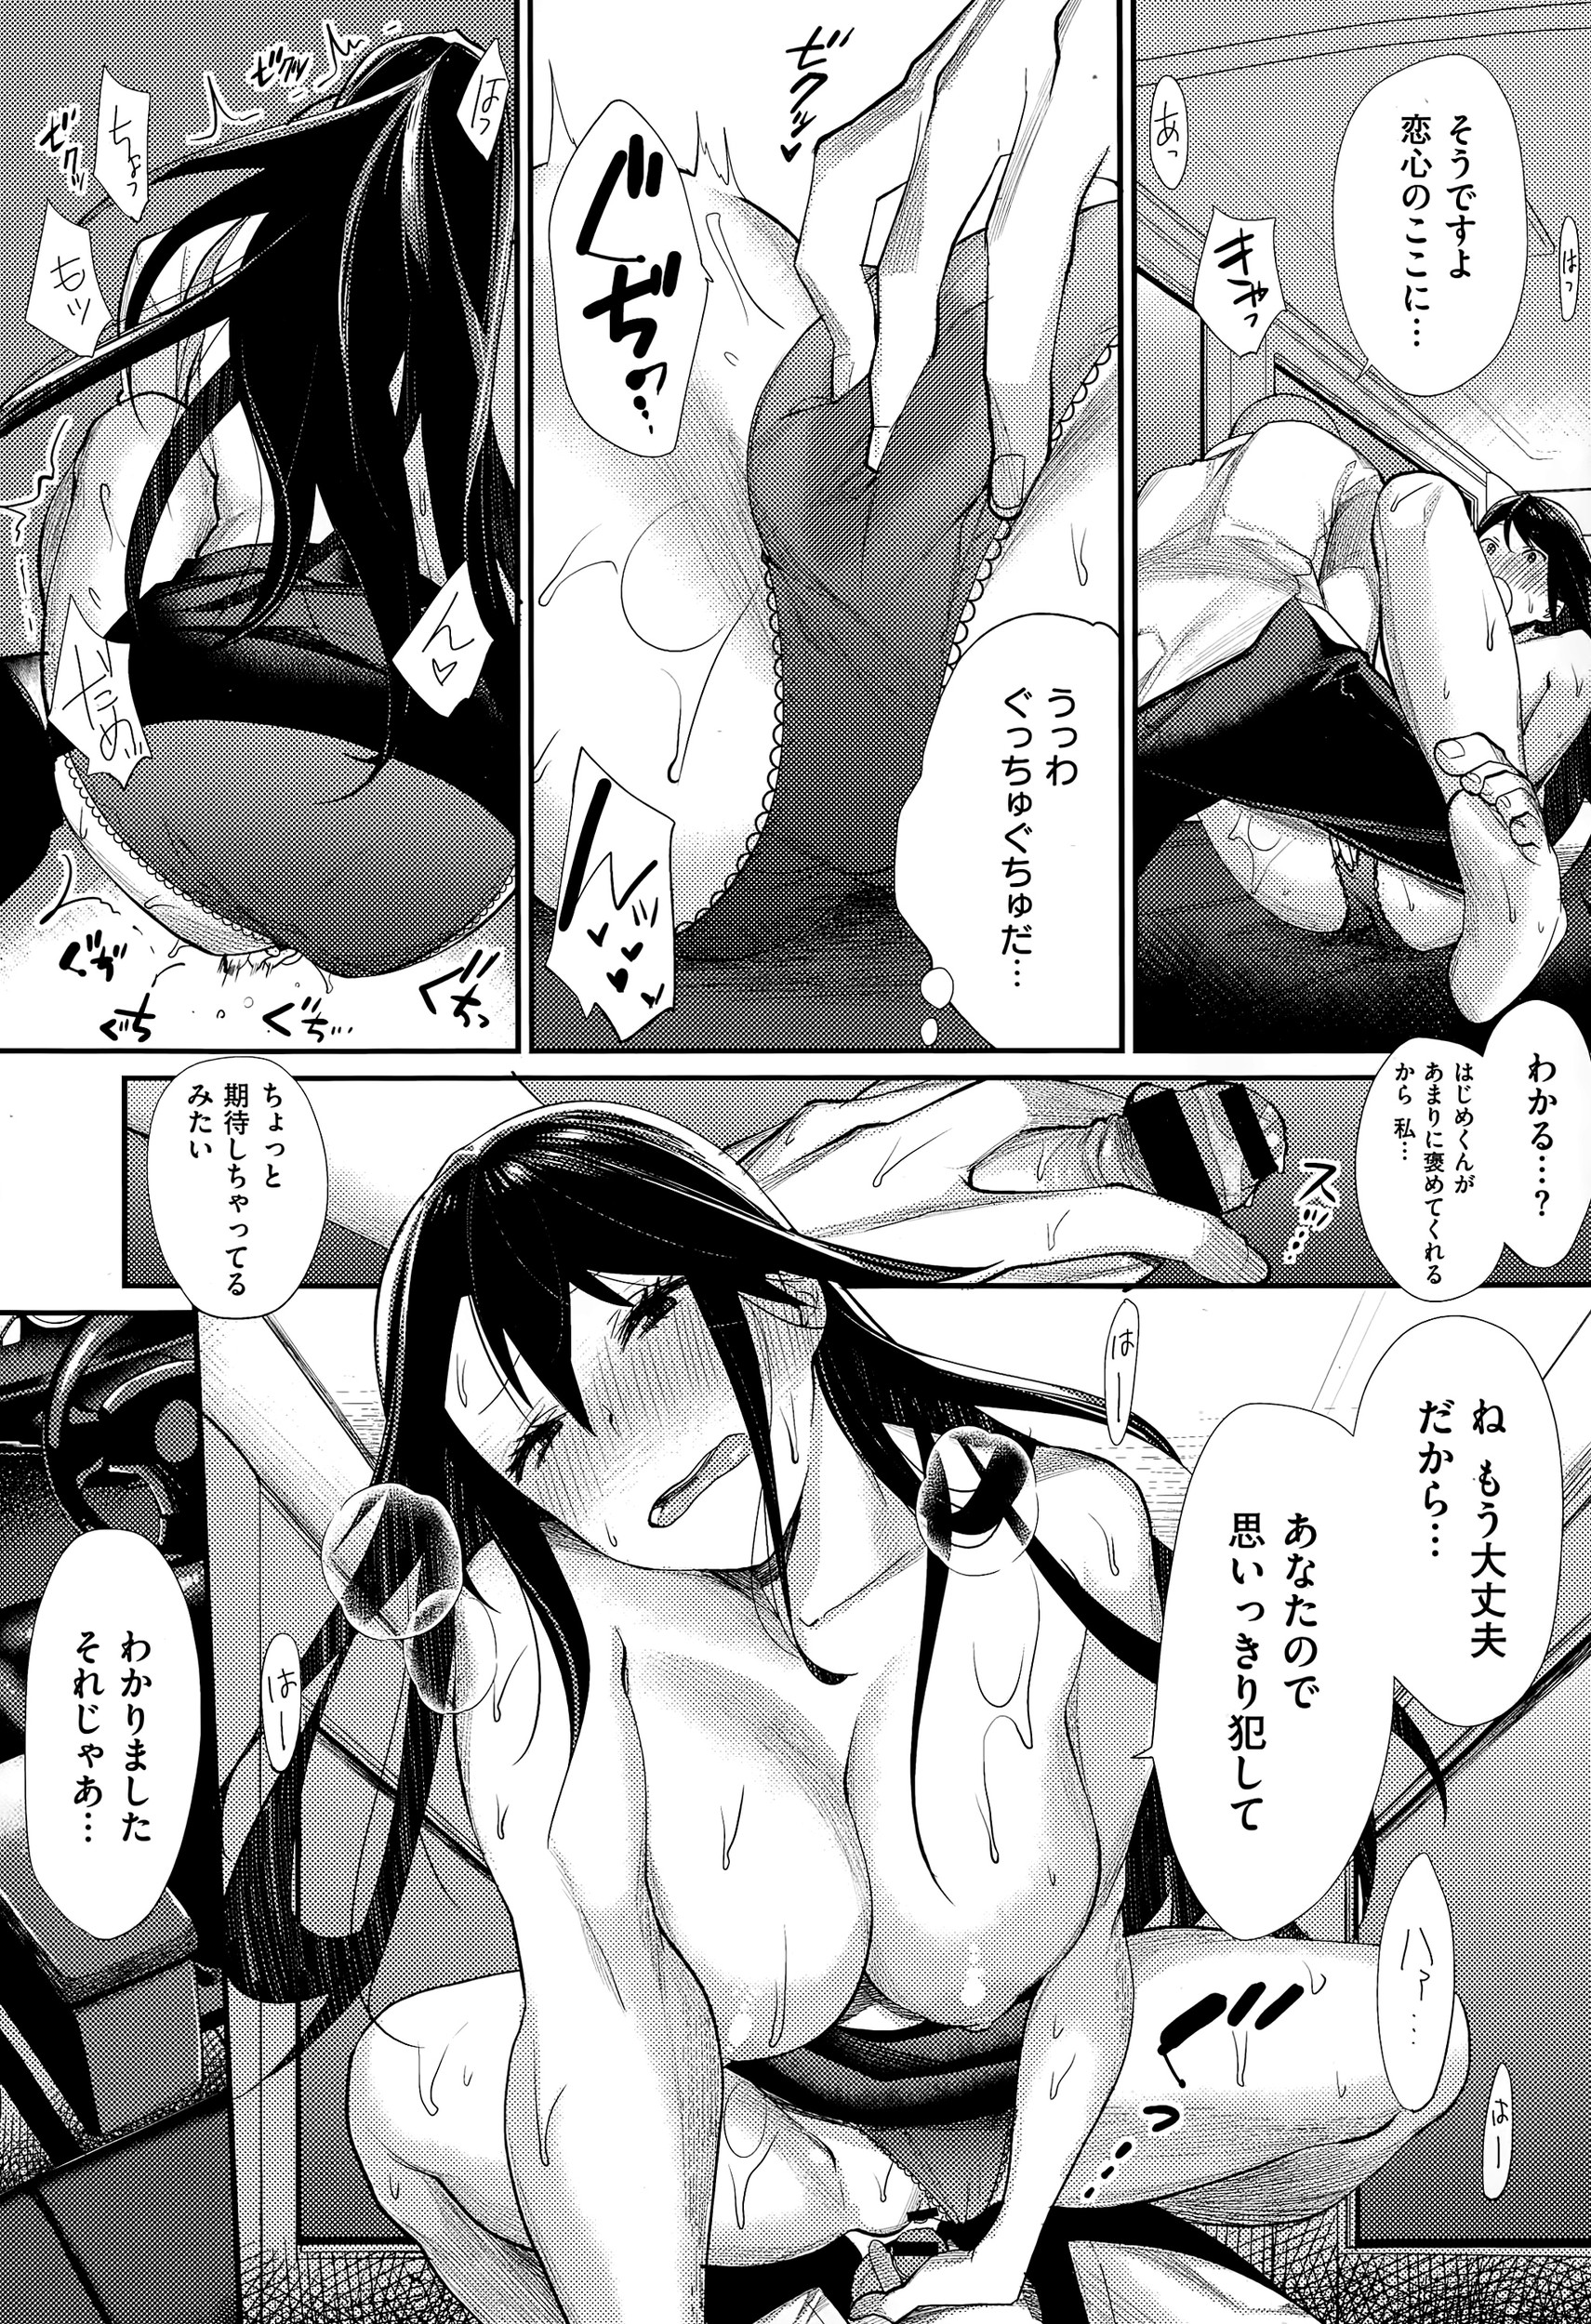 そうですよ
恋心のここに…
あっ
はっ
キャっ
ビクッ
ぐぢっ…
うっわ
ぐっちゅぐちゅだ…
はっ
ビクッ
ちょっ
ビクッ
もッ
だめ
ぐぢ
ぐち
ぐぢ…
ぐちっ
わかる…?
はじめくんが
あまりに褒めてくれる
から 私…
スッ…
ちょっと
期待しちゃってる
みたい
ね もう大丈夫
だから…
あなたので
思いっきり犯して
はー
はー
ハァ…
はー
わかりました
それじゃあ…